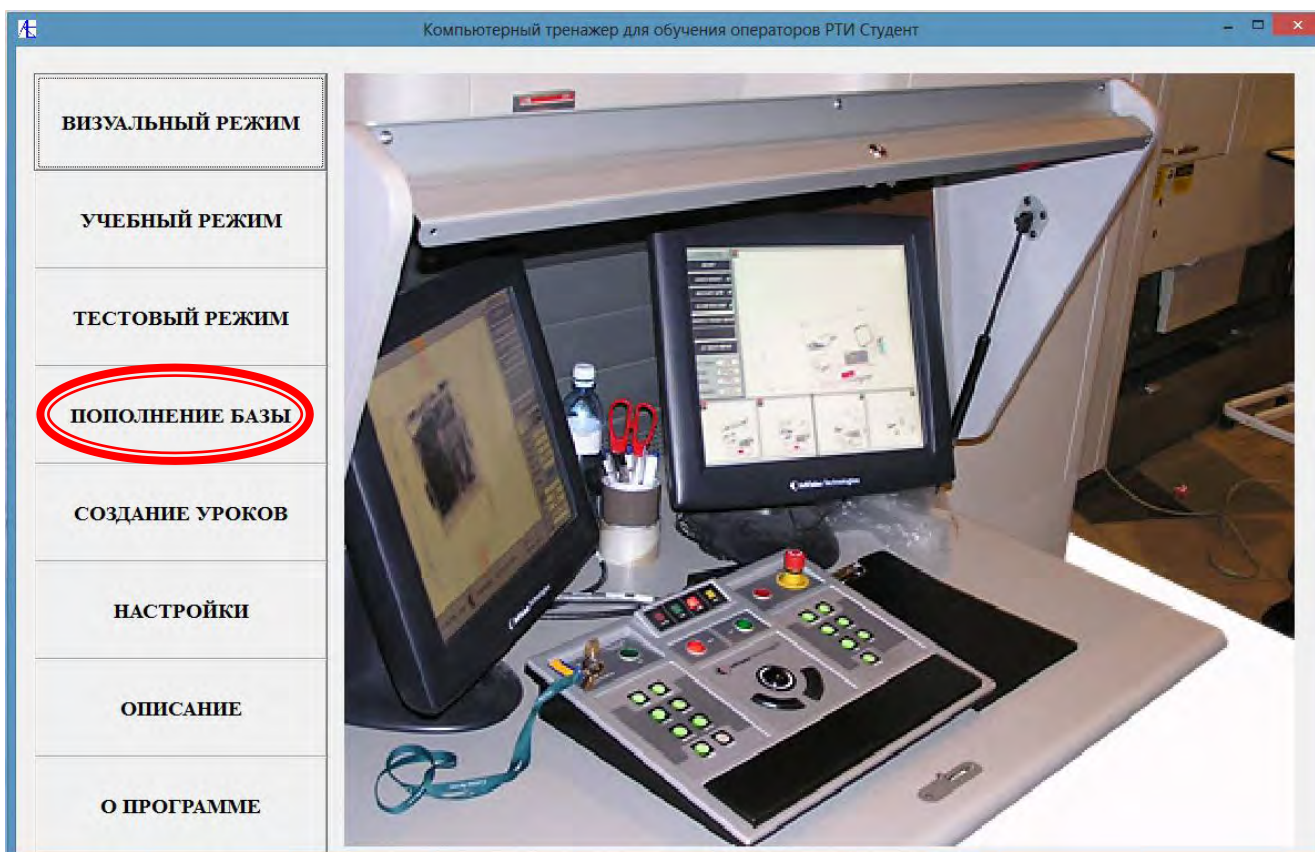 Компьютерный тренажер для обучения операторов РТИ Студент
ВИЗУАЛЬНЫЙ РЕЖИМ
УЧЕБНЫЙ РЕЖИМ
ТЕСТОВЫЙ РЕЖИМ
ПОПОЛНЕНИЕ БАЗЫ
СОЗДАНИЕ УРОКОВ
НАСТРОЙКИ
ОПИСАНИЕ
О ПРОГРАММЕ